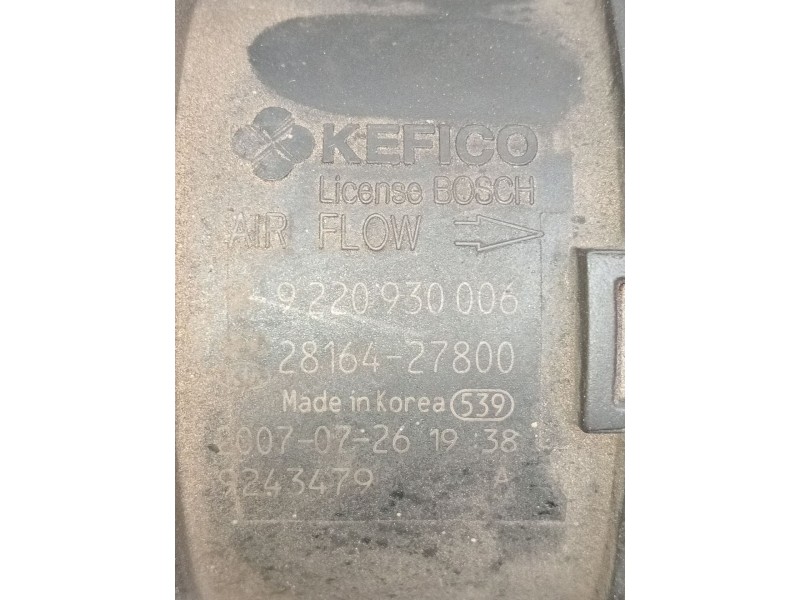 KEFICO
License BOSCH
AIR FLOW
9 220 930 006
28164-27800
Made in Korea 539
2007-07-26 19:38
9243479 A